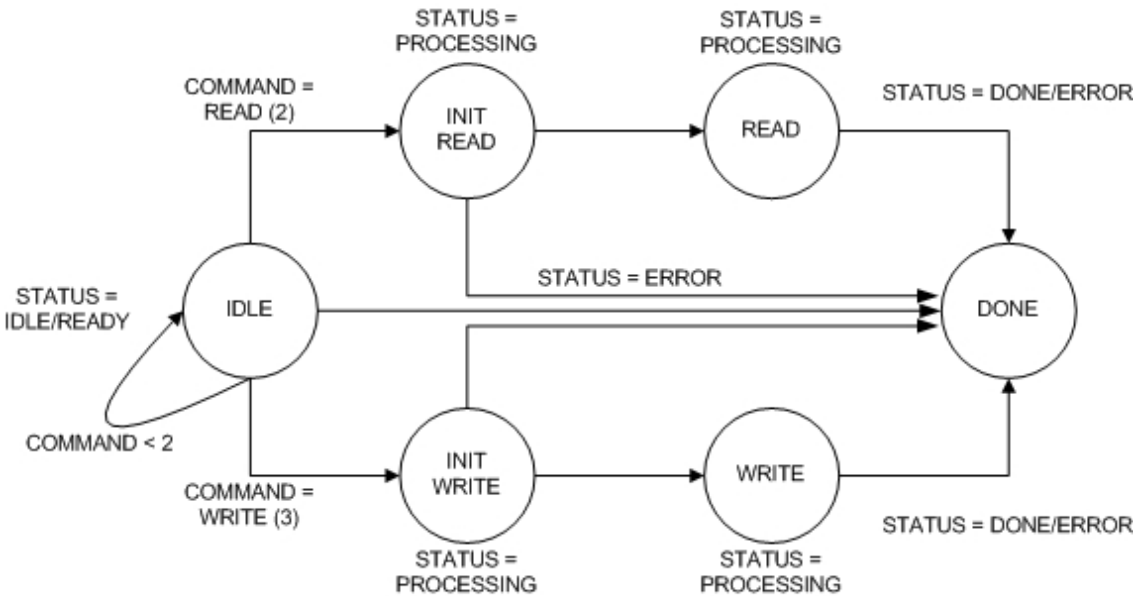 STATUS =
PROCESSING
STATUS =
PROCESSING
COMMAND =
READ (2)
STATUS = DONE/ERROR
INIT
READ
READ
STATUS = ERROR
STATUS =
IDLE/READY
IDLE
DONE
COMMAND < 2
INIT
WRITE
WRITE
COMMAND =
WRITE (3)
STATUS = DONE/ERROR
STATUS =
PROCESSING
STATUS =
PROCESSING